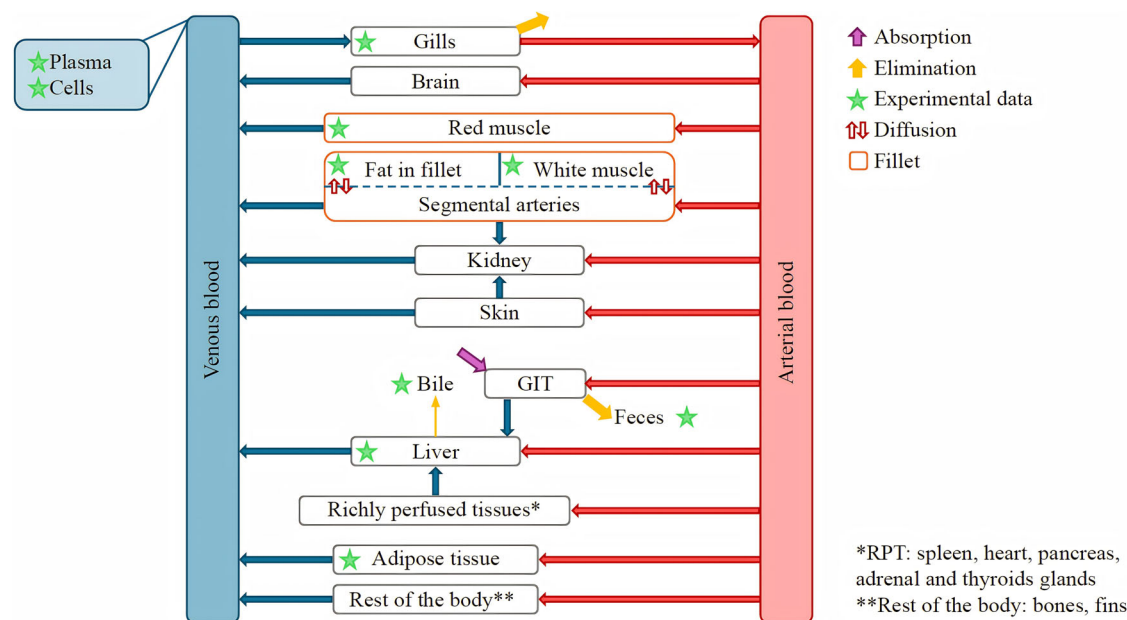 Plasma
Cells
Venous blood
Gills
Brain
Red muscle
Fat in fillet
White muscle
Segmental arteries
Kidney
Skin
GIT
Bile
Feces
Liver
Richly perfused tissues*
Adipose tissue
Rest of the body**
Arterial blood
Absorption
Elimination
Experimental data
Diffusion
Fillet
*RPT: spleen, heart, pancreas,
adrenal and thyroids glands
**Rest of the body: bones, fins